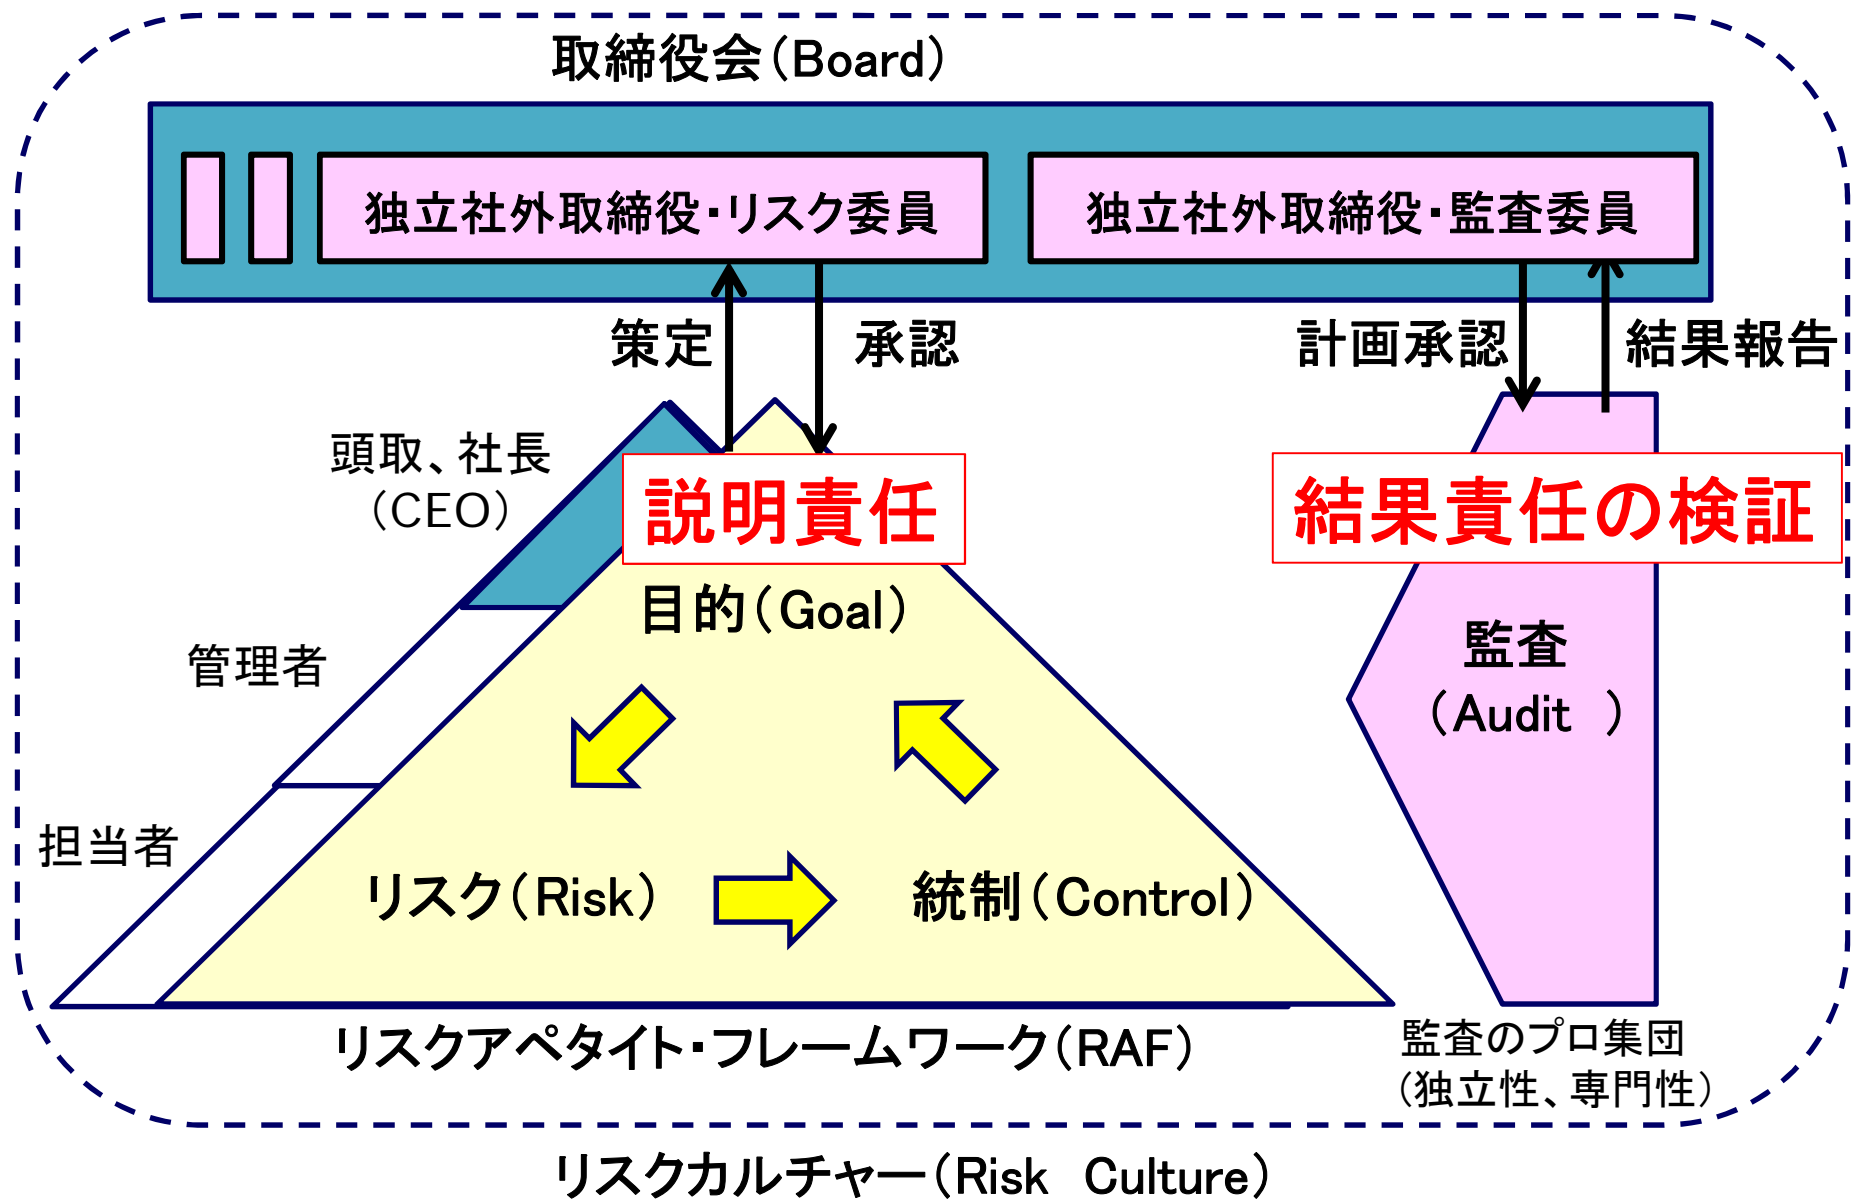 取締役会（Board）
独立社外取締役・リスク委員
独立社外取締役・監査委員
策定
承認
計画承認
結果報告
頭取、社長
（CEO）
説明責任
結果責任の検証
目的（Goal）
管理者
監査
（Audit　）
担当者
リスク（Risk）
統制（Control）
リスクアペタイト・フレームワーク（RAF）
監査のプロ集団
（独立性、専門性）
リスクカルチャー（Risk　Culture）